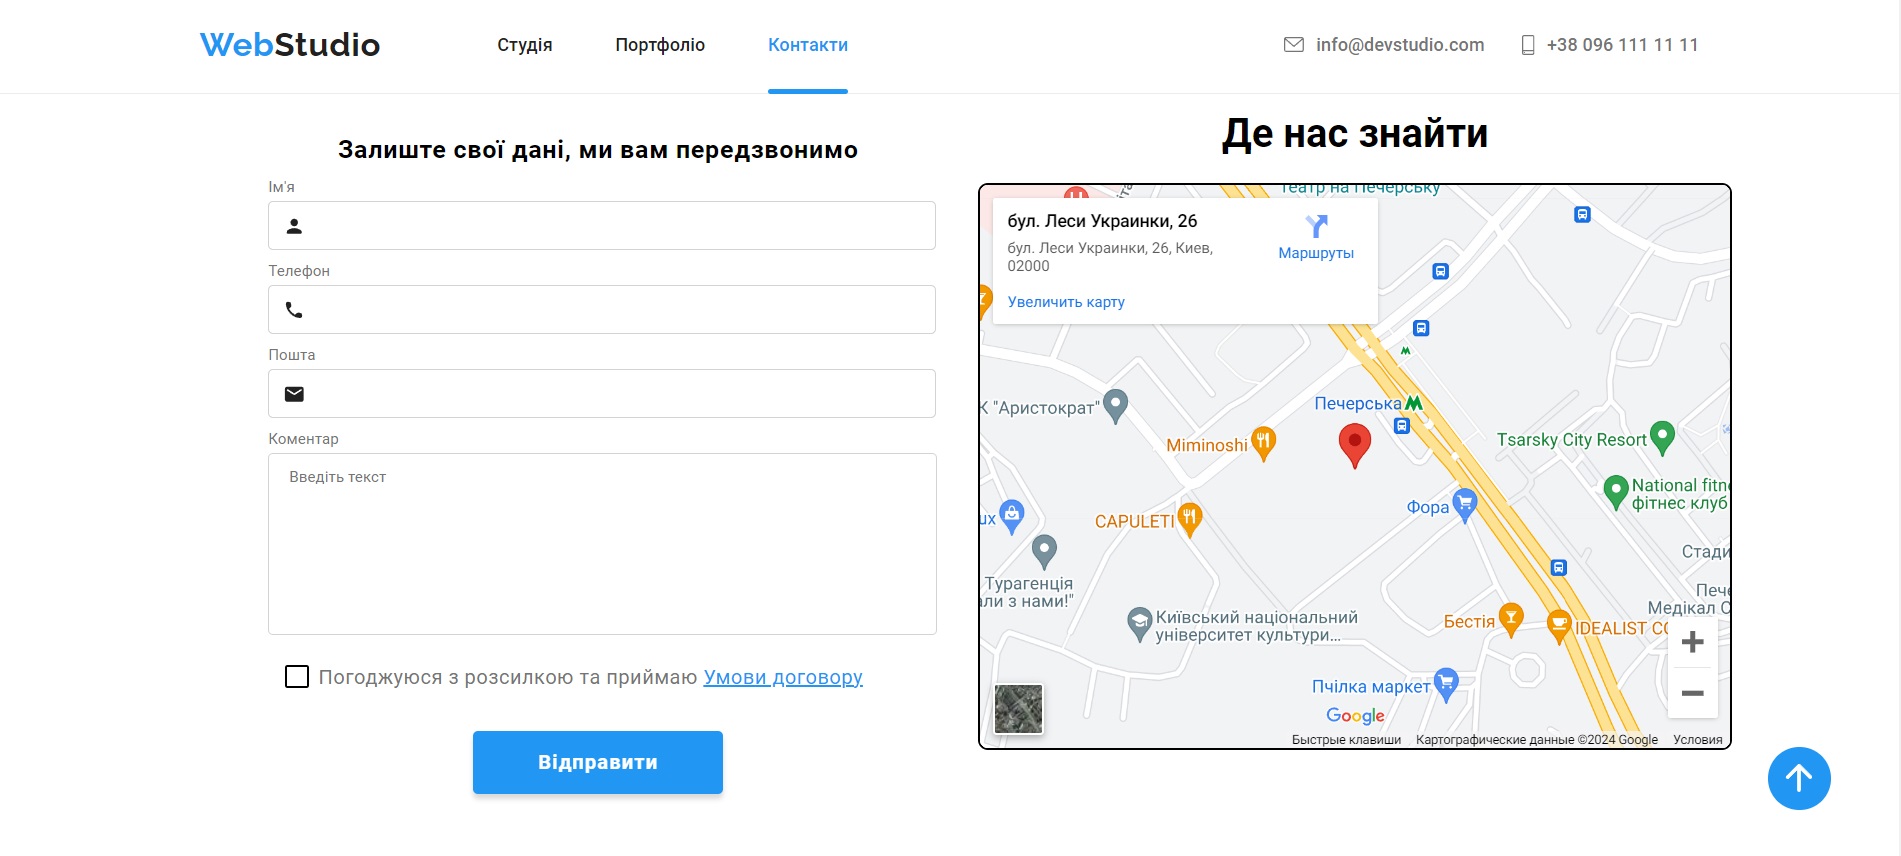 WebStudio
Студія
Портфоліо
Контакти
info@devstudio.com
+38 096 111 11 11
Залиште свої дані, ми вам передзвонимо
Ім'я
Телефон
Пошта
Коментар
Введіть текст
Погоджуюся з розсилкою та приймаю Умови договору
Відправити
Де нас знайти
театр на Печерську
бул. Леси Украинки, 26
бул. Леси Украинки, 26, Киев,
02000
Маршруты
Увеличить карту
К "Аристократ"
Печерська
Miminoshi
Tsarsky City Resort
National fitn
фітнес клуб
Фора
CAPULETI
ux
Стади
Турагенція
али з нами!"
Пече
Медікал С
Київський національний
університет культури...
Бестія
IDEALIST CO
Пчілка маркет
Google
Быстрые клавиши
Картографические данные ©2024 Google
Условия